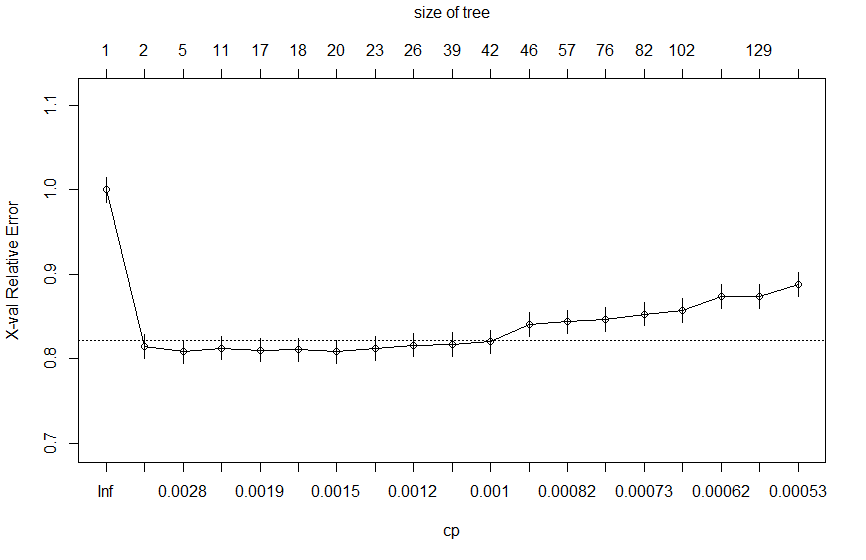 size of tree
1 2 5 11 17 18 20 23 26 39 42 46 57 76 82 102 129
1.1
1.0
0.9
0.8
0.7
X-val Relative Error
Inf 0.0028 0.0019 0.0015 0.0012 0.001 0.00082 0.00073 0.00062 0.00053
cp